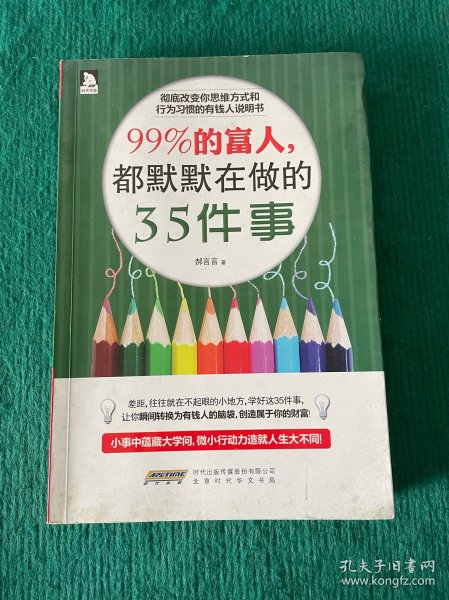 时代书局
彻底改变你思维方式和
行为习惯的有钱人说明书
99%的富人，
都默默在做的
35件事
郝言言 著
差距，往往就在不起眼的小地方，学好这35件事，
让你瞬间转换为有钱人的脑袋，创造属于你的财富！
小事中蕴藏大学问，微小行动力造就人生大不同！
时代出版传媒股份有限公司
北京时代华文书局
孔夫子旧书网
www.kongfz.com